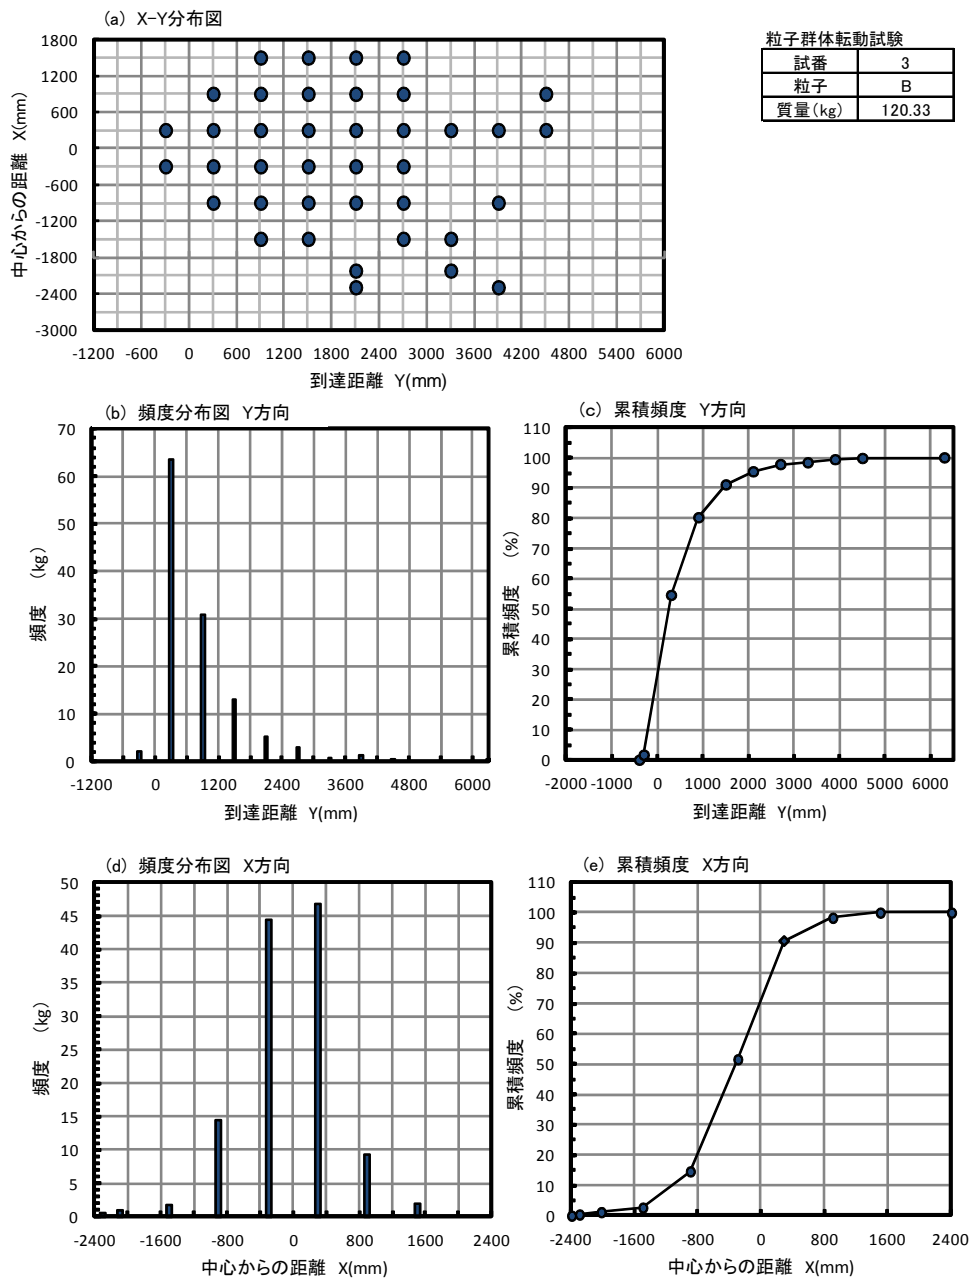 (a) X-Y分布図
粒子群体転動試験
試番 3
粒子 B
質量(kg) 120.33
中心からの距離 X(mm)
1800
1200
600
0
-600
-1200
-1800
-2400
-3000
-1200 -600 0 600 1200 1800 2400 3000 3600 4200 4800 5400 6000
到達距離 Y(mm)
(b) 頻度分布図 Y方向
頻度 (kg)
70
60
50
40
30
20
10
0
-1200 0 1200 2400 3600 4800 6000
到達距離 Y(mm)
(c) 累積頻度 Y方向
累積頻度 (%)
110
100
90
80
70
60
50
40
30
20
10
0
-2000 -1000 0 1000 2000 3000 4000 5000 6000
到達距離 Y(mm)
(d) 頻度分布図 X方向
頻度 (kg)
50
45
40
35
30
25
20
15
10
5
0
-2400 -1600 -800 0 800 1600 2400
中心からの距離 X(mm)
(e) 累積頻度 X方向
累積頻度 (%)
110
100
90
80
70
60
50
40
30
20
10
0
-2400 -1600 -800 0 800 1600 2400
中心からの距離 X(mm)